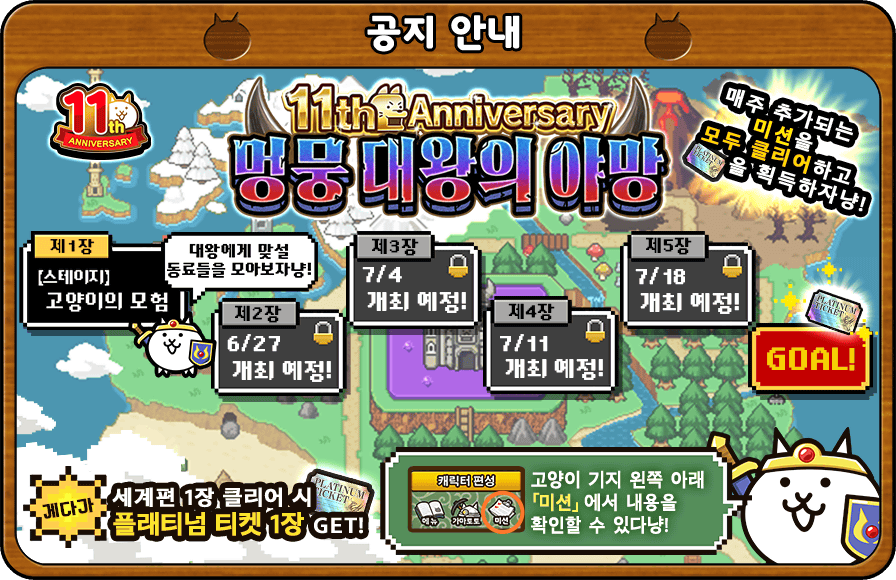 공지 안내
11th
ANNIVERSARY
11th Anniversary
멍뭉 대왕의 야망
매주 추가되는
미션을
모두 클리어하고
PLATINUM TICKET
을 획득하자냥!
제1장
[스테이지]
고양이의 모험
대왕에게 맞설
동료들을 모아보자냥!
제2장
6/27
개최 예정!
제3장
7/4
개최 예정!
제4장
7/11
개최 예정!
제5장
7/18
개최 예정!
PLATINUM
TICKET
GOAL!
게다가
세계편 1장 클리어 시
플래티넘 티켓 1장 GET!
PLATINUM
TICKET
캐릭터 편성
메뉴 가마토토 미션
고양이 기지 왼쪽 아래
「미션」에서 내용을
확인할 수 있다냥!